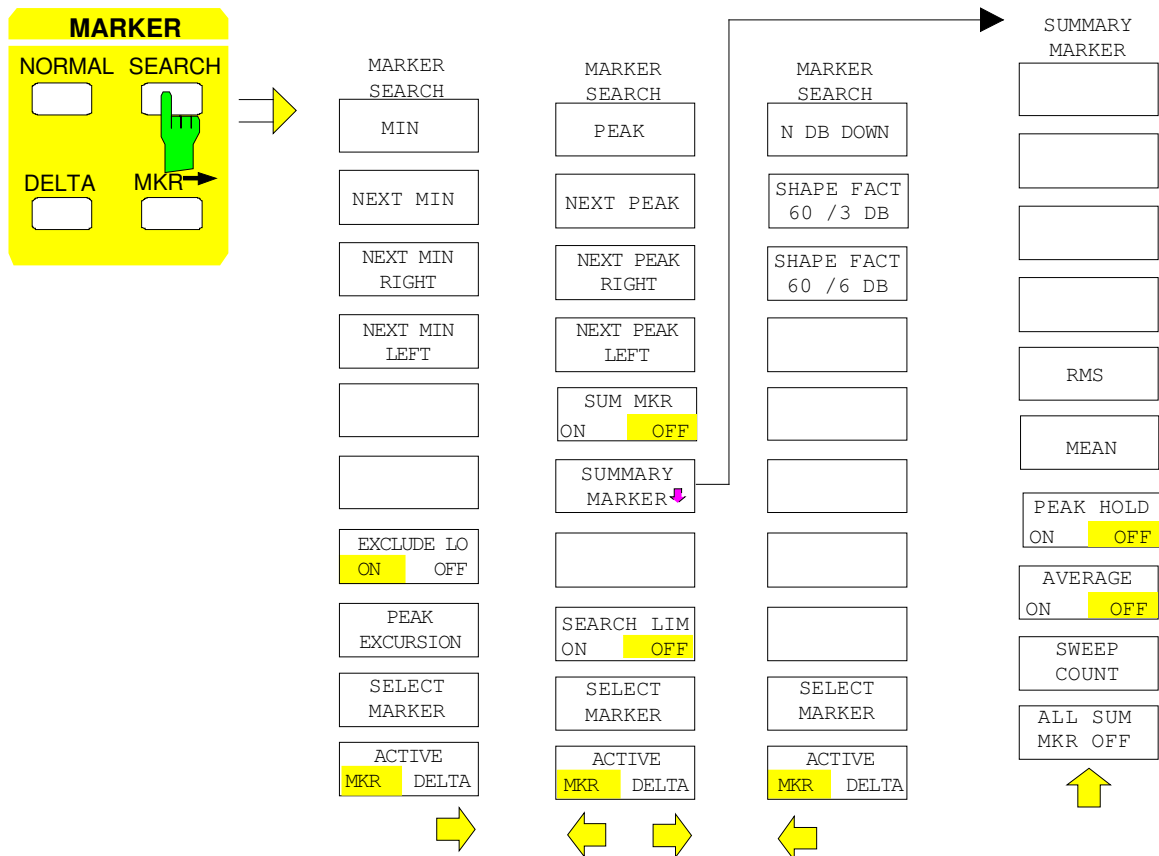 MARKER
NORMAL SEARCH
DELTA MKR
MARKER
SEARCH
MIN
NEXT MIN
NEXT MIN
RIGHT
NEXT MIN
LEFT
EXCLUDE LO
ON OFF
PEAK
EXCURSION
SELECT
MARKER
ACTIVE
MKR DELTA
MARKER
SEARCH
PEAK
NEXT PEAK
NEXT PEAK
RIGHT
NEXT PEAK
LEFT
SUM MKR
ON OFF
SUMMARY
MARKER
SEARCH LIM
ON OFF
SELECT
MARKER
ACTIVE
MKR DELTA
MARKER
SEARCH
N DB DOWN
SHAPE FACT
60 /3 DB
SHAPE FACT
60 /6 DB
SELECT
MARKER
ACTIVE
MKR DELTA
SUMMARY
MARKER
RMS
MEAN
PEAK HOLD
ON OFF
AVERAGE
ON OFF
SWEEP
COUNT
ALL SUM
MKR OFF